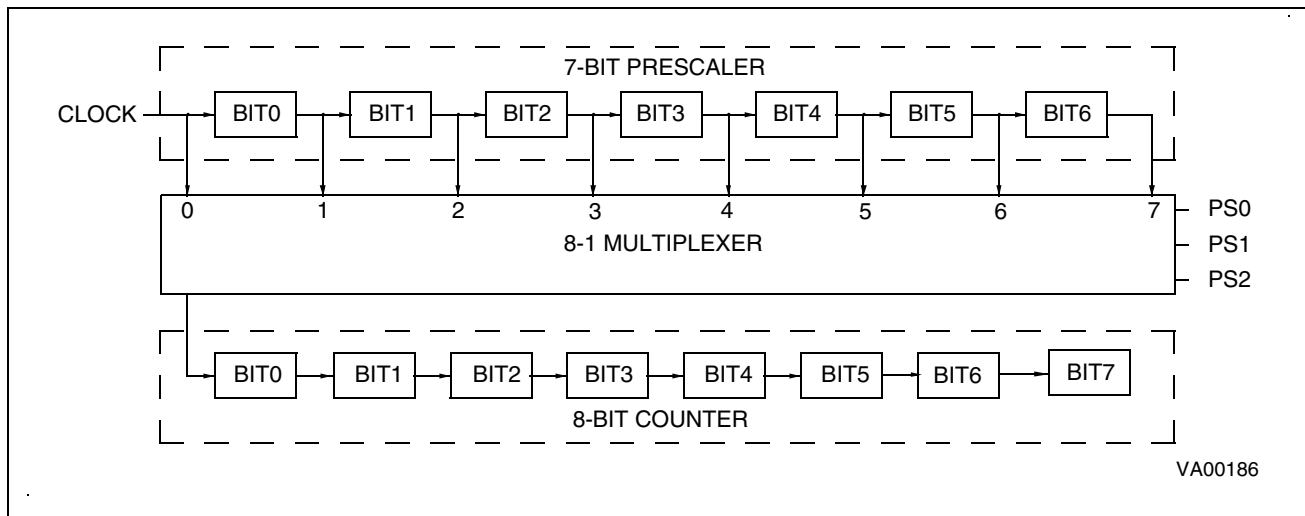 7-BIT PRESCALER
CLOCK BIT0 BIT1 BIT2 BIT3 BIT4 BIT5 BIT6
0 1 2 3 4 5 6 7 PS0
8-1 MULTIPLEXER PS1
PS2
BIT0 BIT1 BIT2 BIT3 BIT4 BIT5 BIT6 BIT7
8-BIT COUNTER
VA00186